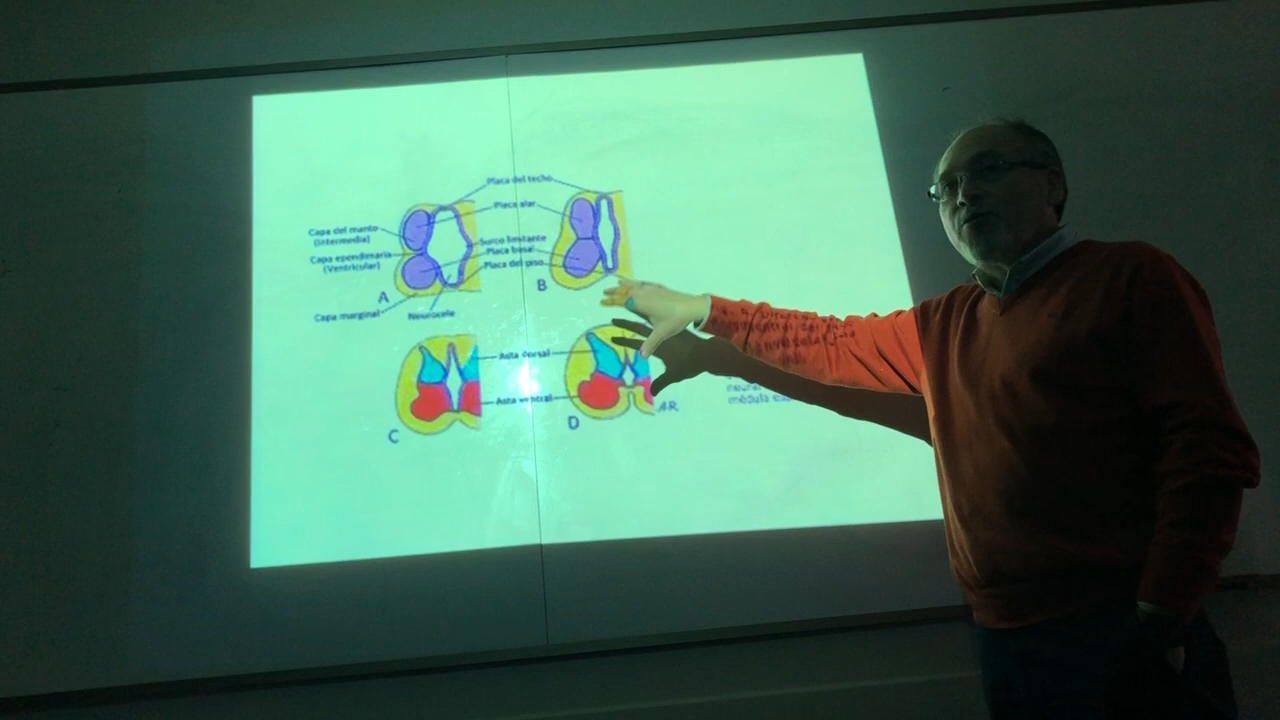 Placa del techo
Placa alar
Capa del manto
(Intermedia)
Surco limitante
Placa basal
Capa ependimaria
(Ventricular)
Placa del piso
A
B
Capa marginal
Neurocele
Asta dorsal
Asta ventral
C
D
A.R.